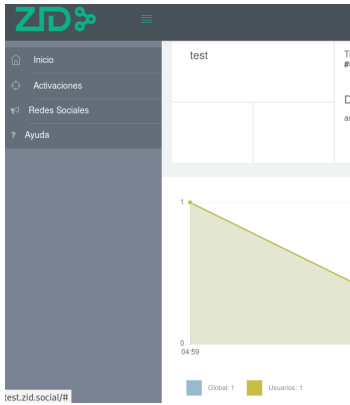 ZID
Inicio
Activaciones
Redes Sociales
? Ayuda
test
#
D
1
0
04:59
Global: 1
Usuarios: 1
test.zid.social/#